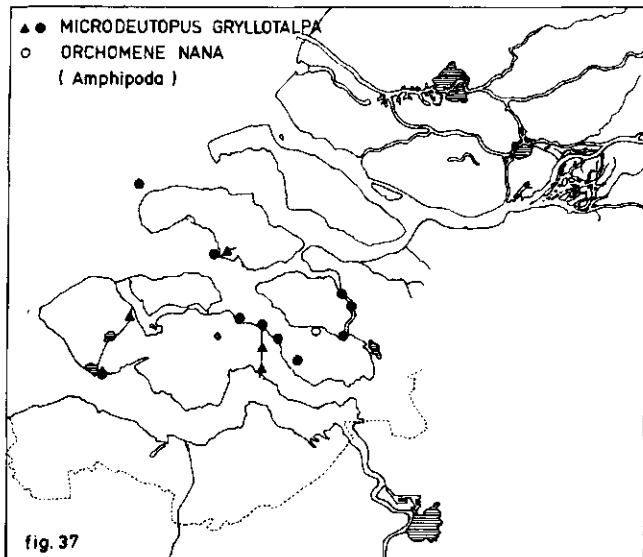 ▲ ● MICRODEUTOPUS GRYLLOTALPA
○ ORCHOMENE NANA
( Amphipoda )
fig. 37